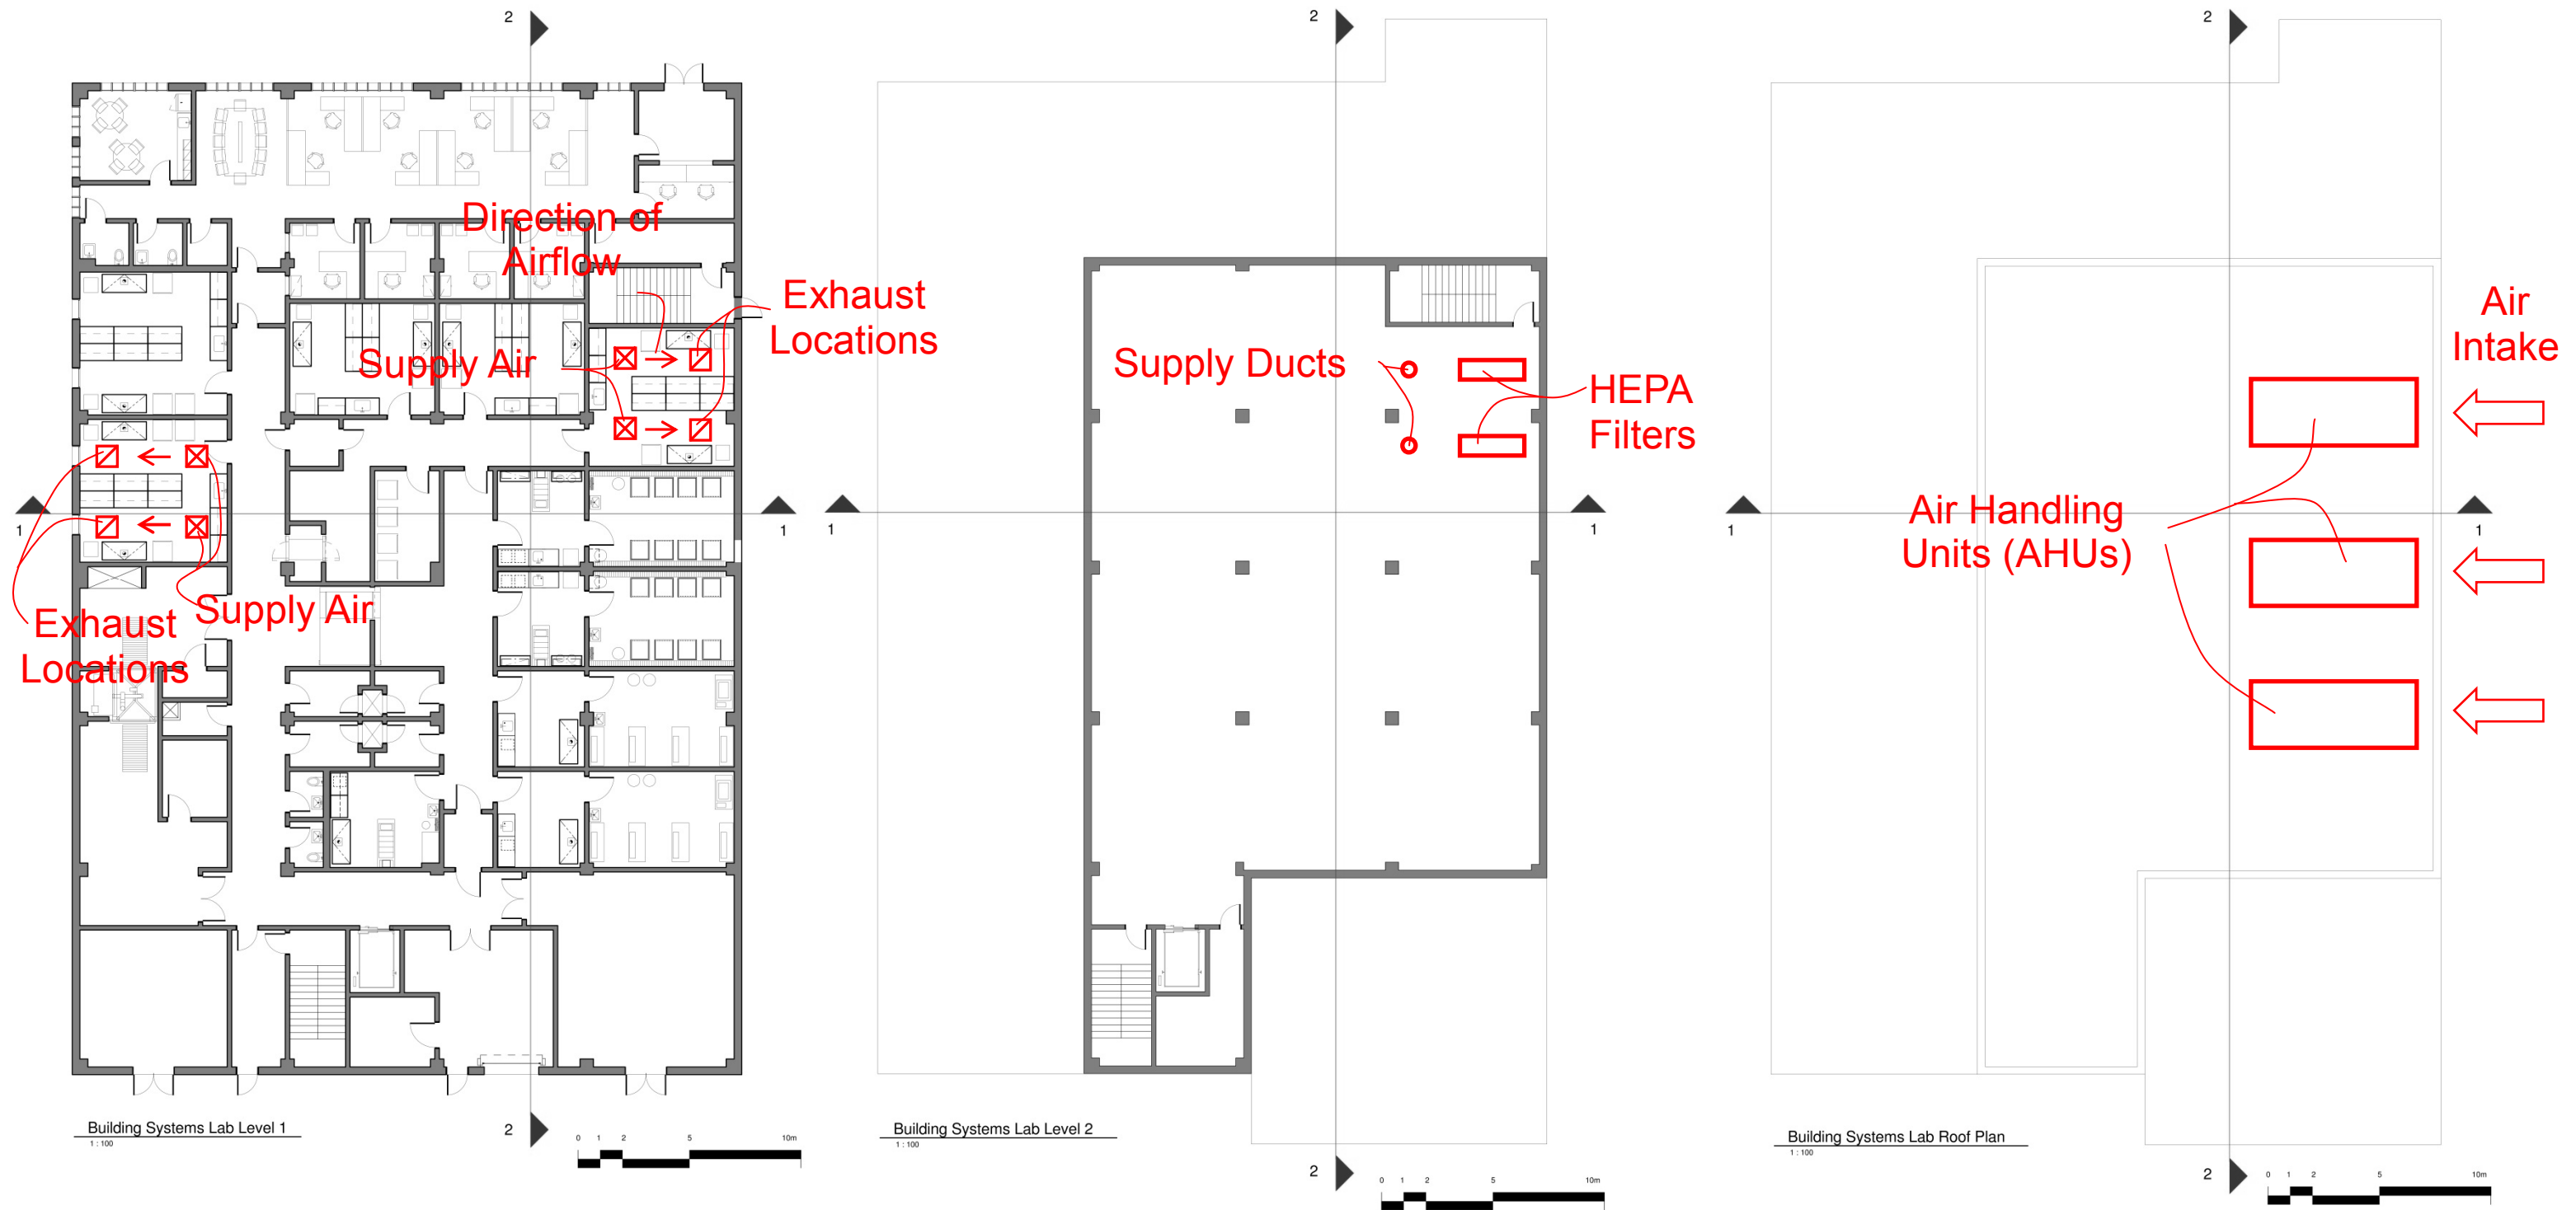 2
2
2
Direction of
Airflow
Exhaust
Locations
Supply Air
Exhaust
Locations
Supply Air
1
1
Supply Ducts
HEPA
Filters
1
1
Air
Intake
Air Handling
Units (AHUs)
1
1
Building Systems Lab Level 1
1 : 100
2
0 1 2 5 10m
Building Systems Lab Level 2
1 : 100
2
0 1 2 5 10m
Building Systems Lab Roof Plan
1 : 100
2
0 1 2 5 10m